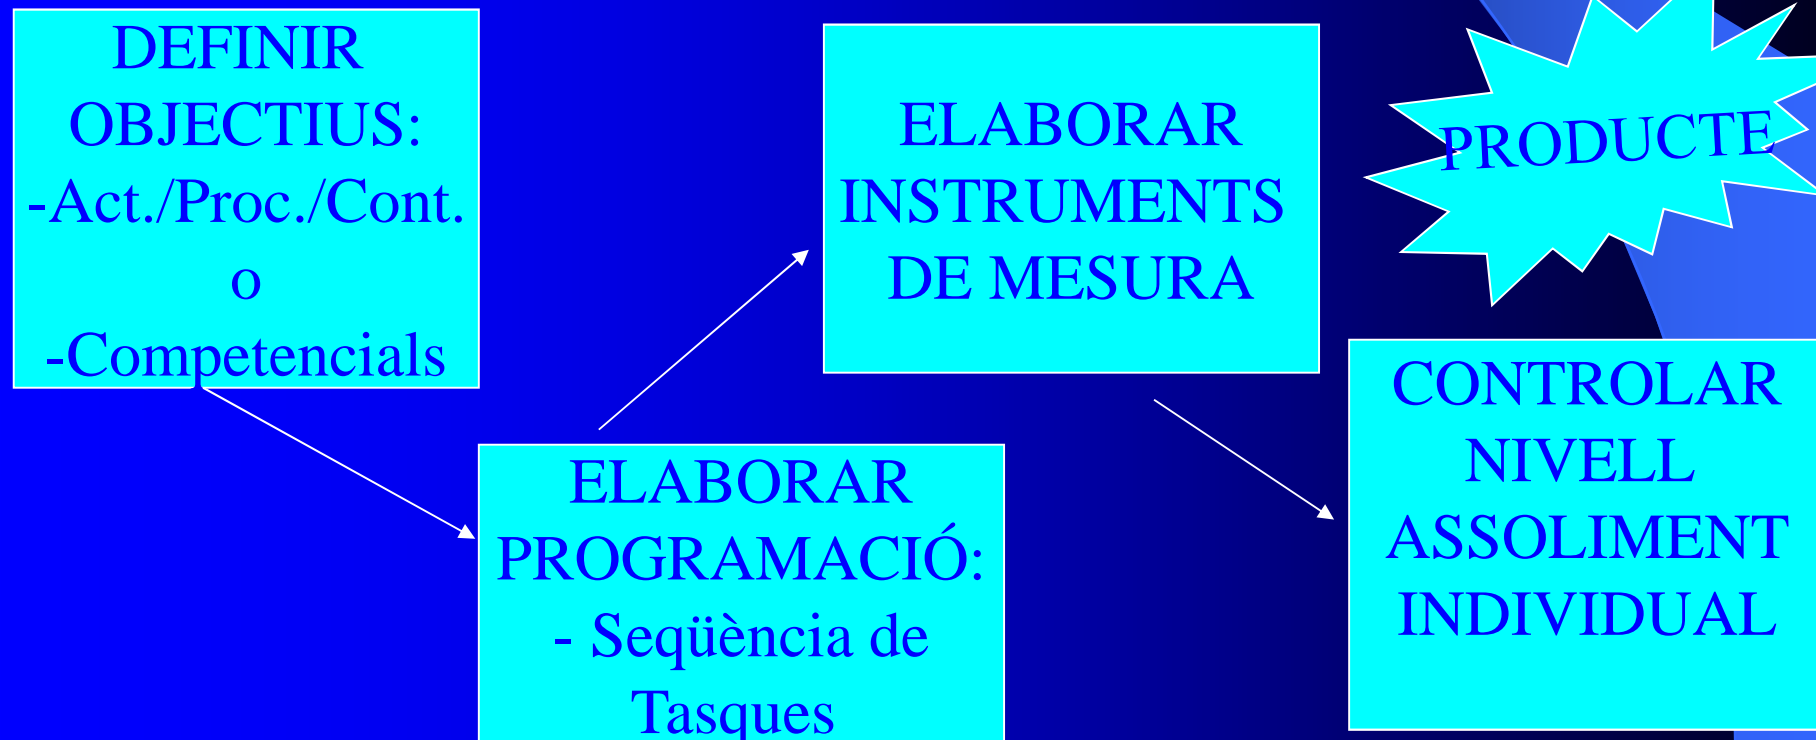 DEFINIR
OBJECTIUS:
-Act./Proc./Cont.
o
-Competencials
ELABORAR
PROGRAMACIÓ:
- Seqüència de
Tasques
ELABORAR
INSTRUMENTS
DE MESURA
PRODUCTE
CONTROLAR
NIVELL
ASSOLIMENT
INDIVIDUAL